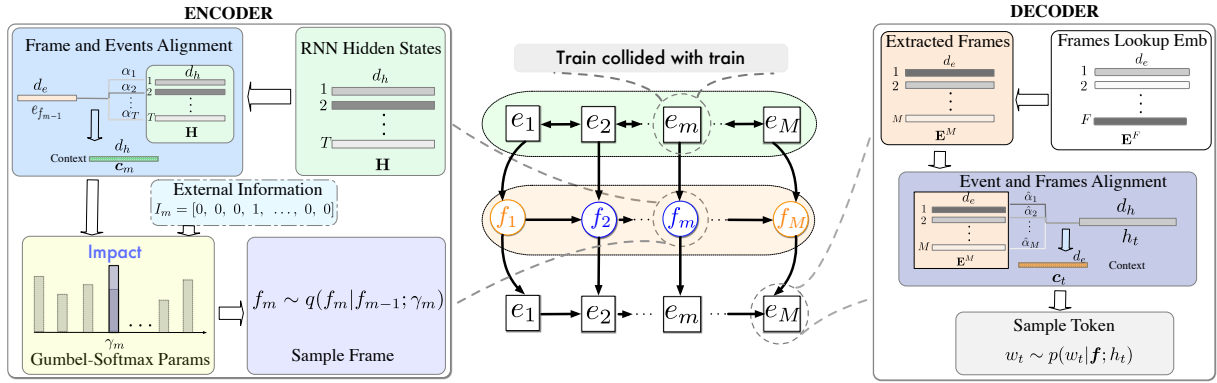 ENCODER
Frame and Events Alignment
d_e
e_{f_{m-1}}
α_1
α_2
⋮
α_T
d_h
1
2
⋮
T
H
d_h
Context
c_m
RNN Hidden States
d_h
1
2
⋮
T
H
External Information
I_m = [0, 0, 0, 1, ..., 0, 0]
Impact
...
γ_m
Gumbel-Softmax Params
f_m ∼ q(f_m|f_{m-1}; γ_m)
Sample Frame
Train collided with train
e_1 e_2 ... e_m ... e_M
f_1 f_2 ... f_m ... f_M
e_1 e_2 ... e_m ... e_M
DECODER
Extracted Frames
d_e
1
2
⋮
M
E^M
Frames Lookup Emb
d_e
1
2
⋮
F
E^F
Event and Frames Alignment
d_e
1
2
⋮
M
E^M
α̂_1
α̂_2
⋮
α̂_M
d_h
h_t
d_e
Context
c_t
Sample Token
w_t ∼ p(w_t|f; h_t)